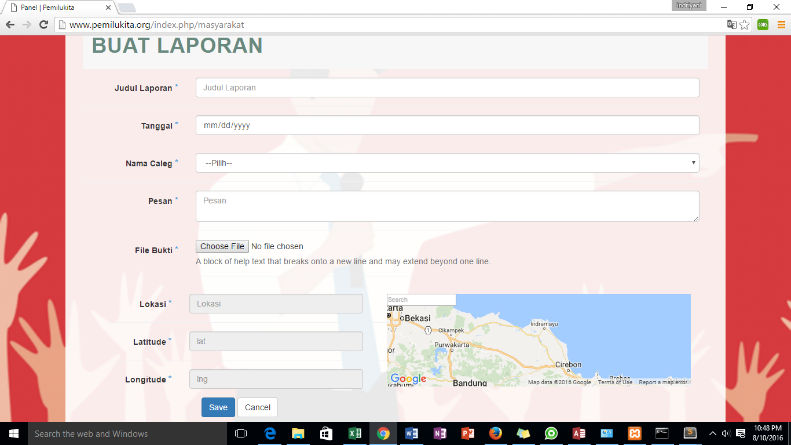 Panel | Pemilukita
www.pemilukita.org/index.php/masyarakat
BUAT LAPORAN
Judul Laporan *
Judul Laporan
Tanggal *
mm/dd/yyyy
Nama Caleg *
--Pilih--
Pesan *
Pesan
File Bukti *
Choose File No file chosen
A block of help text that breaks onto a new line and may extend beyond one line.
Lokasi *
Lokasi
Latitude *
lat
Longitude *
lng
Search
arta
Bekasi
Indramayu
1
Cikampek
Purwakarta
or
Cirebon
Bandung
Google
Map data ©2016 Google
Terms of Use
Report a map error
Save
Cancel
Search the web and Windows
10:48 PM
8/10/2016